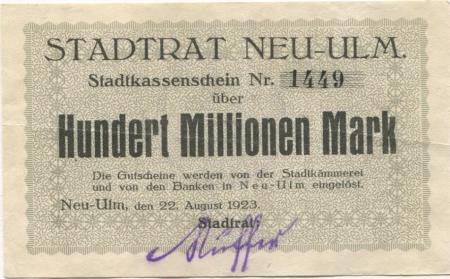 STADTRAT NEU-ULM.
Stadtkassenschein Nr. 1449
über
Hundert Millionen Mark
Die Gutscheine werden von der Stadtkämmerei
und von den Banken in Neu-Ulm eingelöst.
Neu-Ulm, den 22. August 1923.
Stadtrat